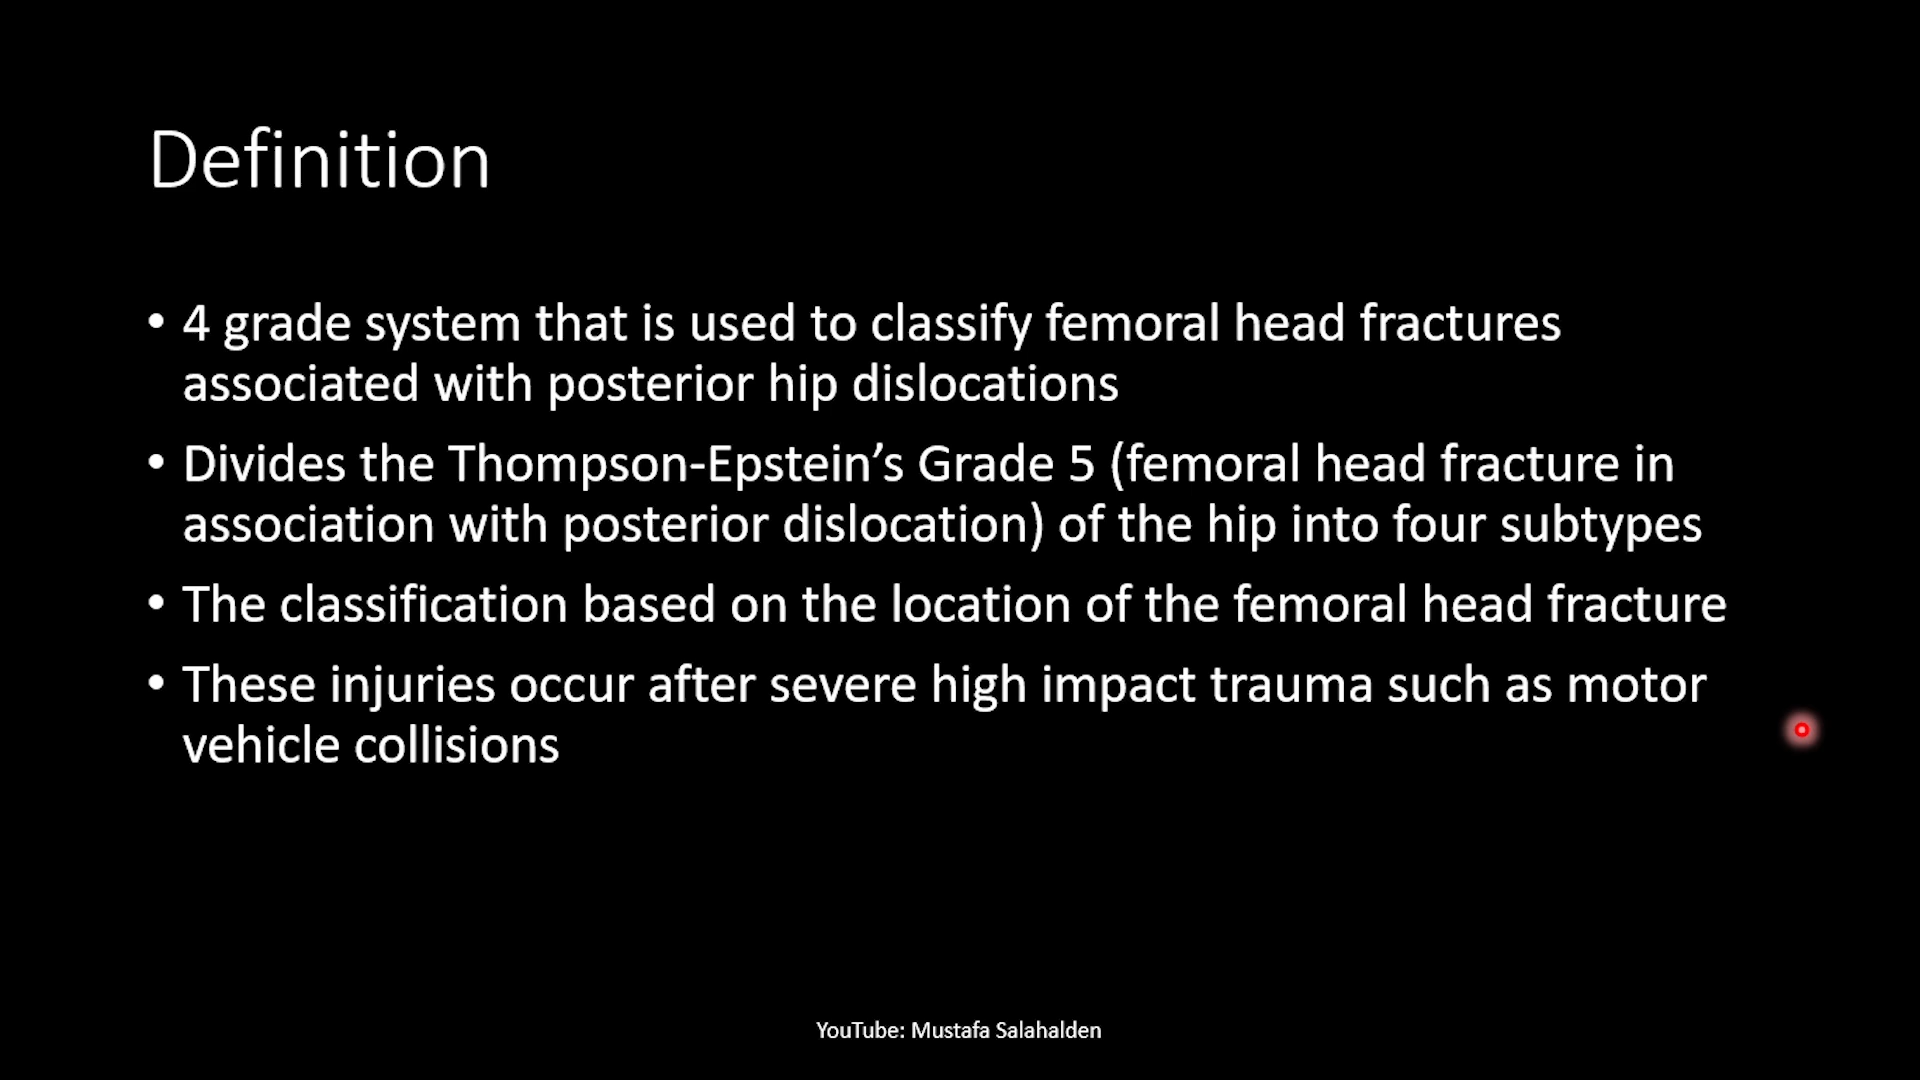 Definition
• 4 grade system that is used to classify femoral head fractures
associated with posterior hip dislocations
• Divides the Thompson-Epstein’s Grade 5 (femoral head fracture in
association with posterior dislocation) of the hip into four subtypes
• The classification based on the location of the femoral head fracture
• These injuries occur after severe high impact trauma such as motor
vehicle collisions
YouTube: Mustafa Salahalden